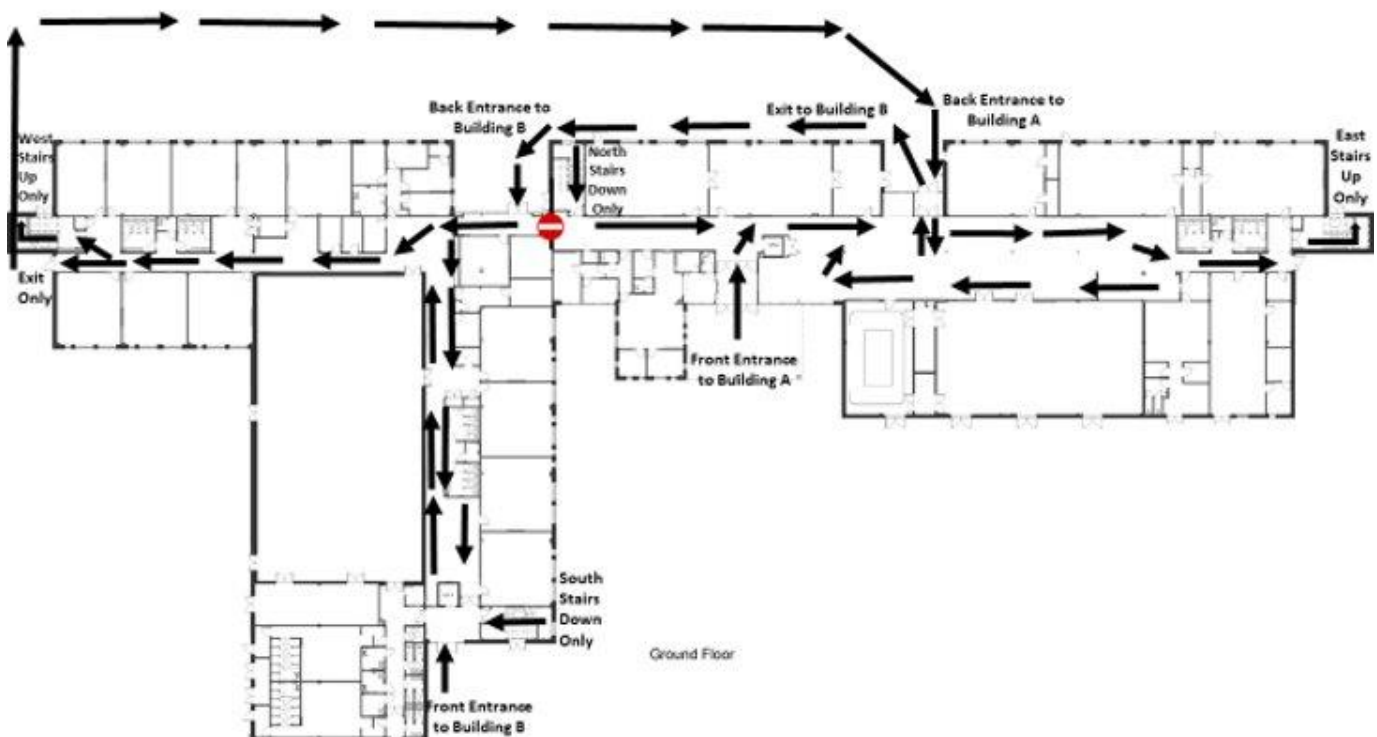 Back Entrance to
Building B
Exit to Building B
Back Entrance to
Building A
West
Stairs
Up
Only
North
Stairs
Down
Only
East
Stairs
Up
Only
Exit
Only
Front Entrance
to Building A
South
Stairs
Down
Only
Ground Floor
Front Entrance
to Building B